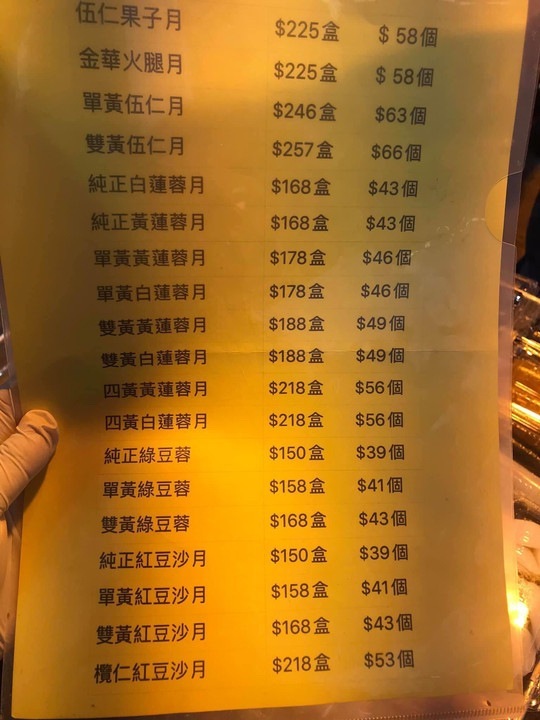 伍仁果子月 $225盒 $58個
金華火腿月 $225盒 $58個
單黃伍仁月 $246盒 $63個
雙黃伍仁月 $257盒 $66個
純正白蓮蓉月 $168盒 $43個
純正黃蓮蓉月 $168盒 $43個
單黃黃蓮蓉月 $178盒 $46個
單黃白蓮蓉月 $178盒 $46個
雙黃黃蓮蓉月 $188盒 $49個
雙黃白蓮蓉月 $188盒 $49個
四黃黃蓮蓉月 $218盒 $56個
四黃白蓮蓉月 $218盒 $56個
純正綠豆蓉 $150盒 $39個
單黃綠豆蓉 $158盒 $41個
雙黃綠豆蓉 $168盒 $43個
純正紅豆沙月 $150盒 $39個
單黃紅豆沙月 $158盒 $41個
雙黃紅豆沙月 $168盒 $43個
欖仁紅豆沙月 $218盒 $53個